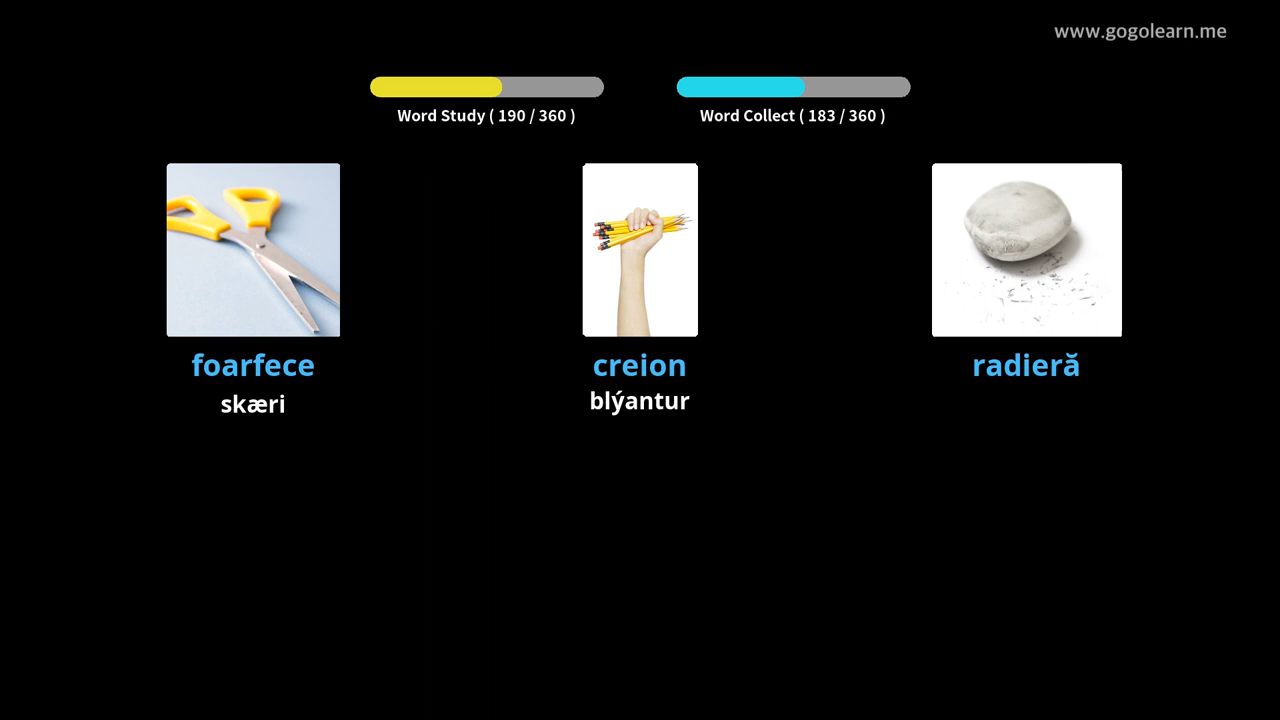 www.gogolearn.me
Word Study ( 190 / 360 )
Word Collect ( 183 / 360 )
foarfece
creion
radieră
skæri
blýantur